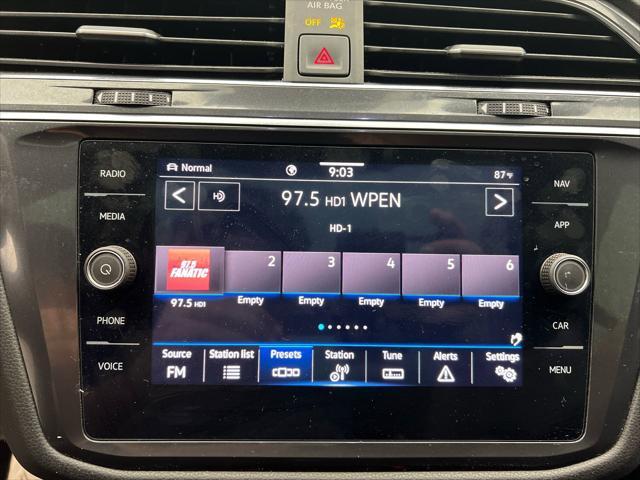 AIR BAG
OFF
RADIO
MEDIA
PHONE
VOICE
NAV
APP
CAR
MENU
Normal
9:03
87°F
97.5 HD1 WPEN
HD-1
97.5
FANATIC
2
3
4
5
6
97.5 HD1
Empty
Empty
Empty
Empty
Empty
Source
Station list
Presets
Station
Tune
Alerts
Settings
FM